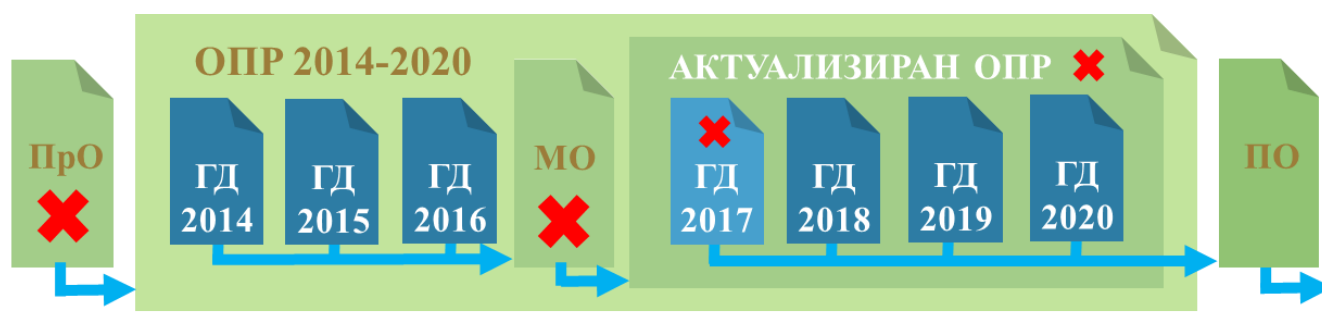 ПрО
ОПР 2014-2020
ГД
2014
ГД
2015
ГД
2016
МО
АКТУАЛИЗИРАН ОПР
ГД
2017
ГД
2018
ГД
2019
ГД
2020
ПО